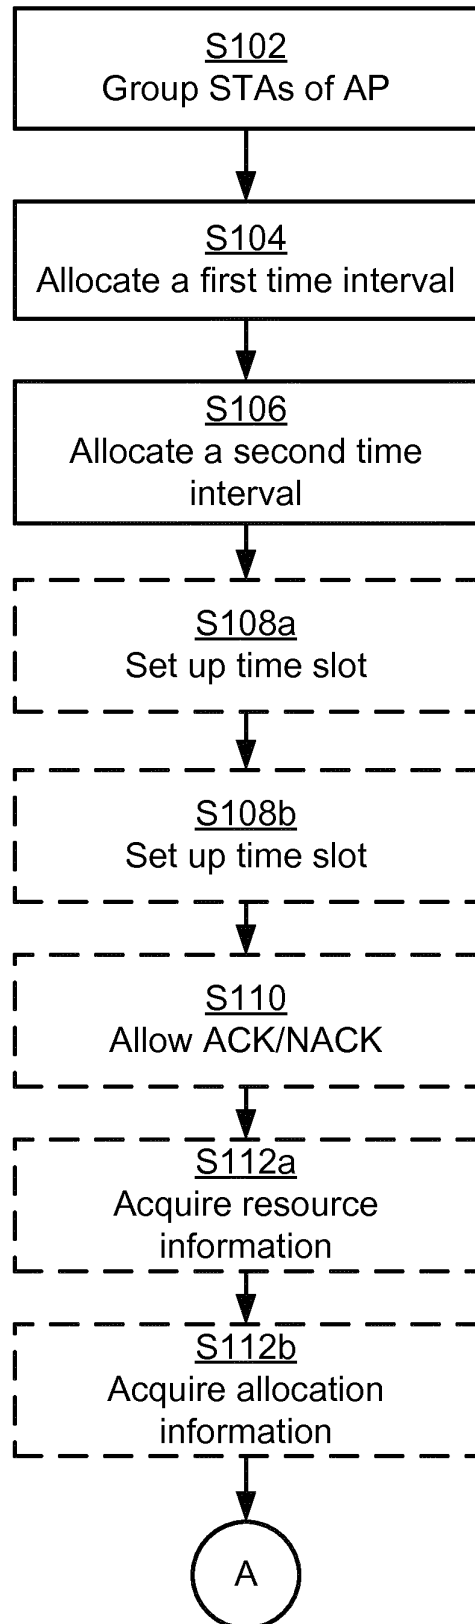 S102
Group STAs of AP
S104
Allocate a first time interval
S106
Allocate a second time
interval
S108a
Set up time slot
S108b
Set up time slot
S110
Allow ACK/NACK
S112a
Acquire resource
information
S112b
Acquire allocation
information
A